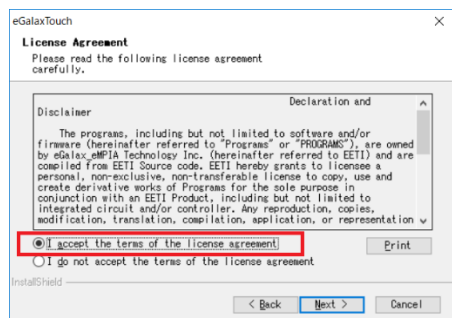 eGalaxTouch
License Agreement
Please read the following license agreement
carefully.
Declaration and
Disclaimer
The programs, including but not limited to software and/or
firmware (hereinafter referred to "Programs" or "PROGRAMS"), are owned
by eGalax_eMPIA Technology Inc. (hereinafter referred to EETI) and are
compiled from EETI Source code. EETI hereby grants to licensee a
personal, non-exclusive, non-transferable license to copy, use and
create derivative works of Programs for the sole purpose in
conjunction with an EETI Product, including but not limited to
integrated circuit and/or controller. Any reproduction, copies,
modification, translation, compilation, application, or representation
I accept the terms of the license agreement
Print
I do not accept the terms of the license agreement
InstallShield
< Back Next > Cancel